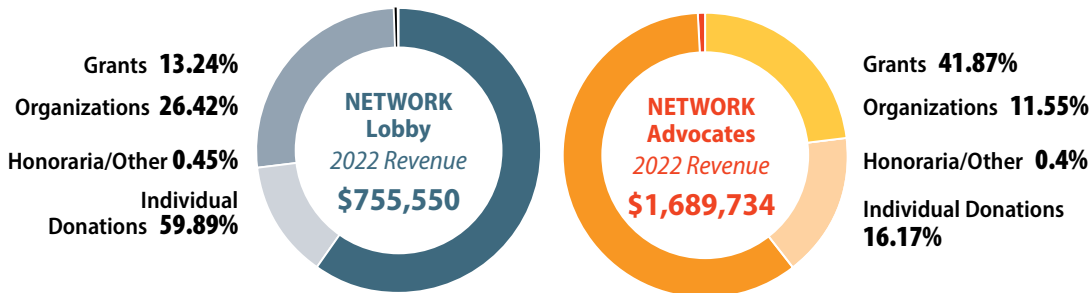 Grants 13.24%
Organizations 26.42%
Honoraria/Other 0.45%
Individual
Donations 59.89%
NETWORK
Lobby
2022 Revenue
$755,550
NETWORK
Advocates
2022 Revenue
$1,689,734
Grants 41.87%
Organizations 11.55%
Honoraria/Other 0.4%
Individual Donations
16.17%